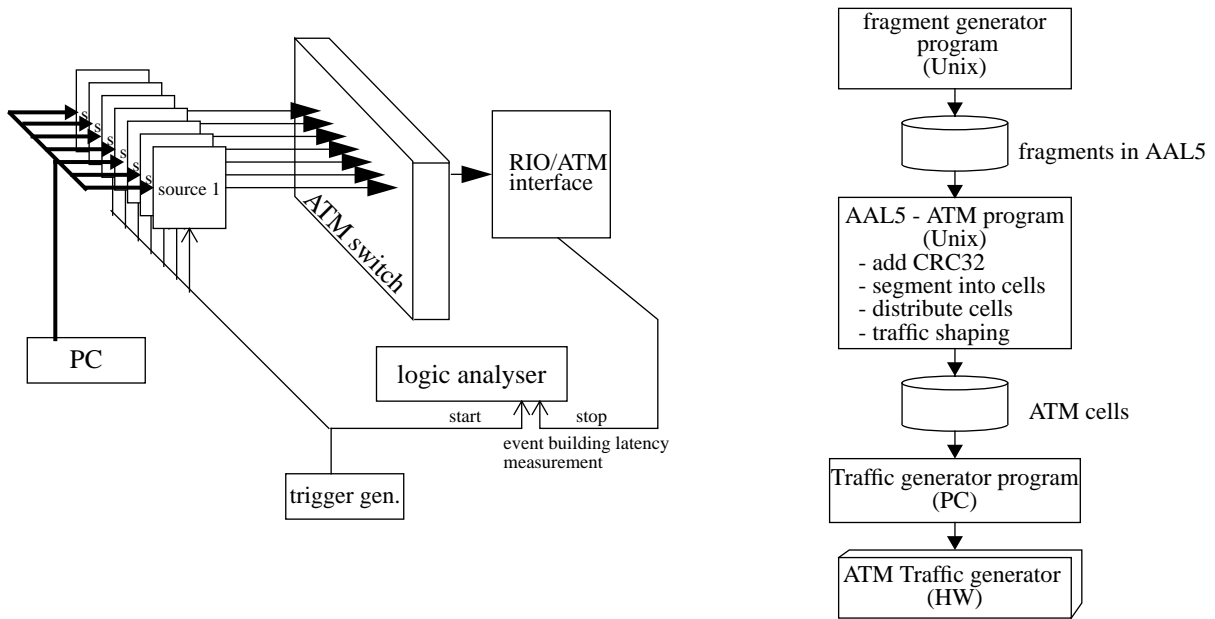 s
s
s
s
s
s
source 1
ATM switch
RIO/ATM
interface
PC
logic analyser
start
stop
event building latency
measurement
trigger gen.
fragment generator
program
(Unix)
fragments in AAL5
AAL5 - ATM program
(Unix)
- add CRC32
- segment into cells
- distribute cells
- traffic shaping
ATM cells
Traffic generator program
(PC)
ATM Traffic generator
(HW)